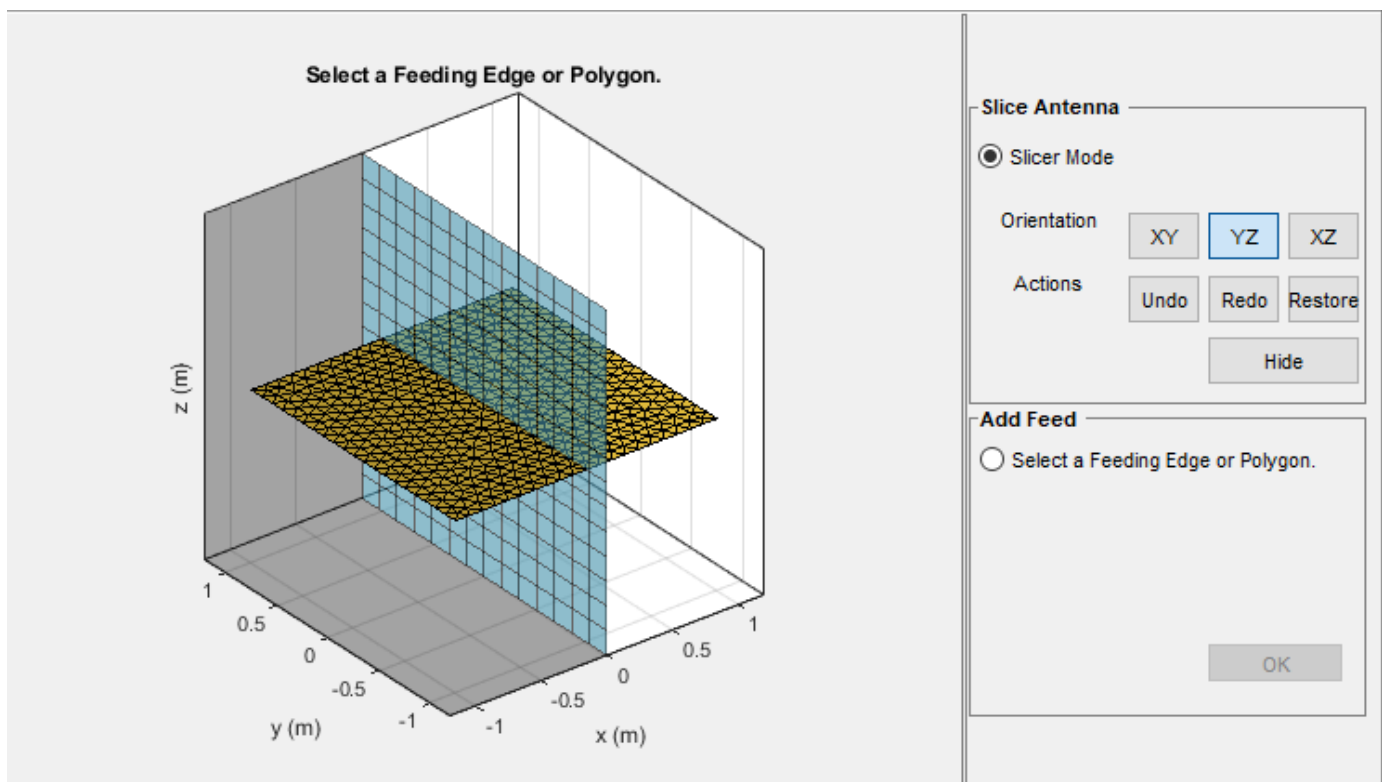 Select a Feeding Edge or Polygon.
z (m)
1
0.5
0
-0.5
-1
y (m)
-1
-0.5
0
0.5
1
x (m)
Slice Antenna
Slicer Mode
Orientation
XY YZ XZ
Actions
Undo Redo Restore
Hide
Add Feed
Select a Feeding Edge or Polygon.
OK